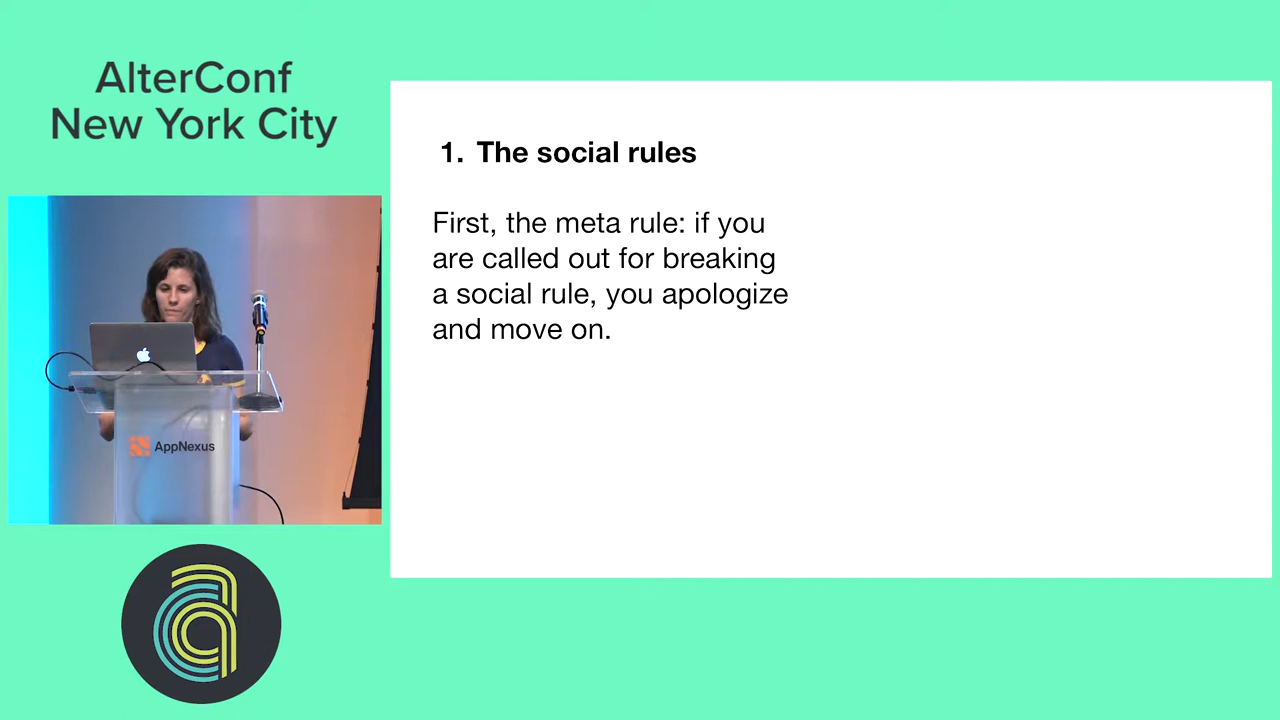 AlterConf
New York City
1. The social rules
First, the meta rule: if you
are called out for breaking
a social rule, you apologize
and move on.
AppNexus